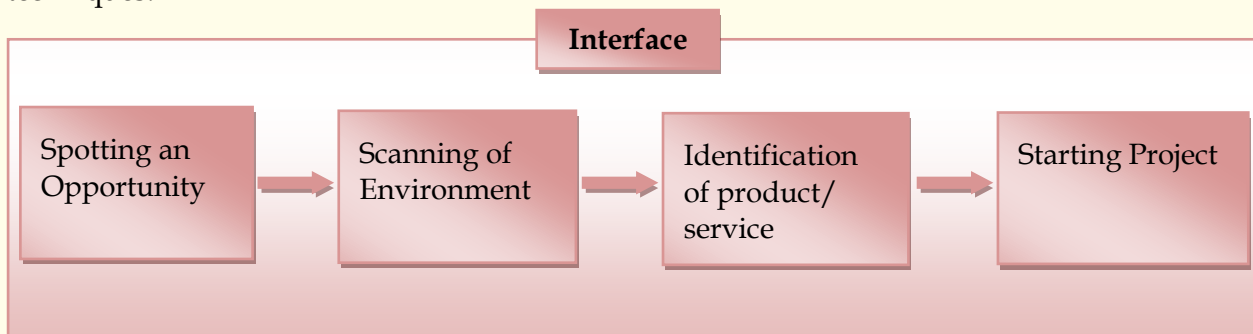 Interface
Spotting an
Opportunity
Scanning of
Environment
Identification
of product/
service
Starting Project